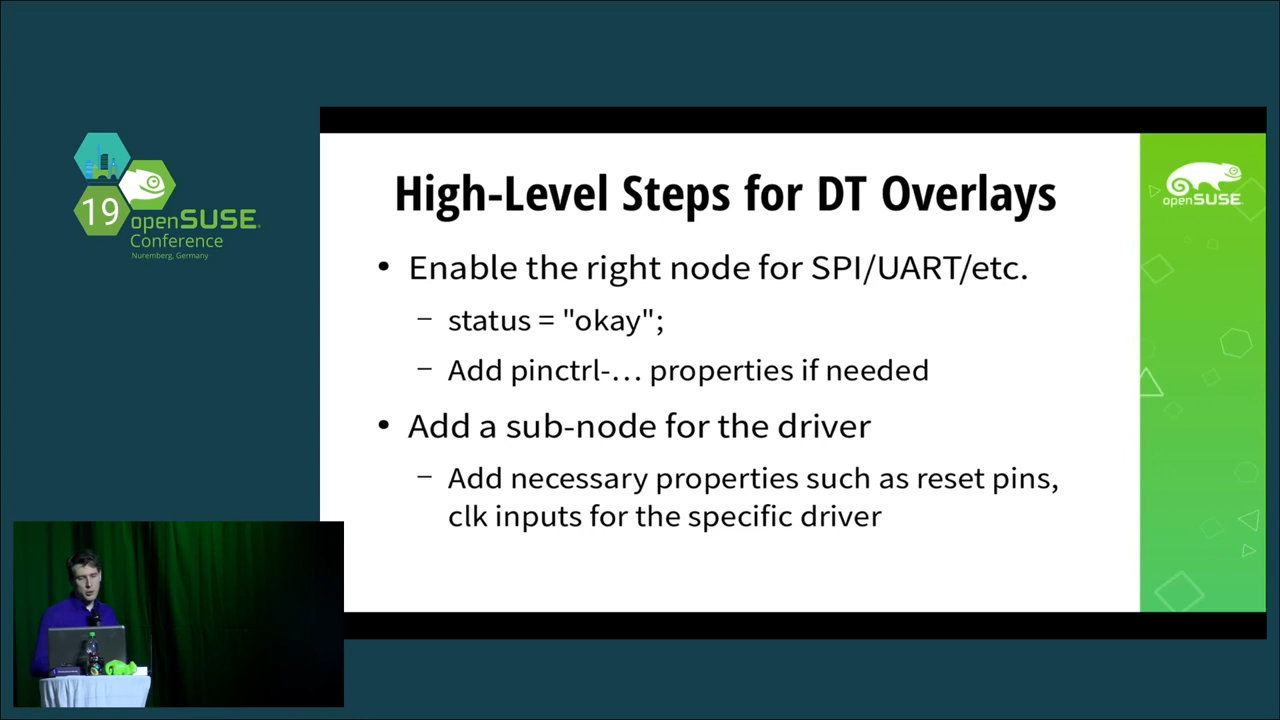 19
openSUSE
Conference
Nuremberg, Germany
High-Level Steps for DT Overlays
openSUSE
• Enable the right node for SPI/UART/etc.
– status = "okay";
– Add pinctrl-… properties if needed
• Add a sub-node for the driver
– Add necessary properties such as reset pins,
clk inputs for the specific driver